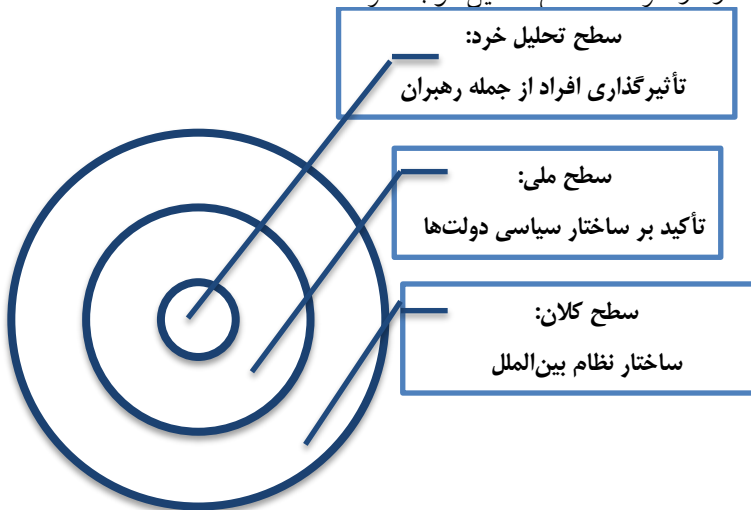 سطح تحلیل خرد:
تأثیرگذاری افراد از جمله رهبران
سطح ملی:
تأکید بر ساختار سیاسی دولت‌ها
سطح کلان:
ساختار نظام بین‌الملل